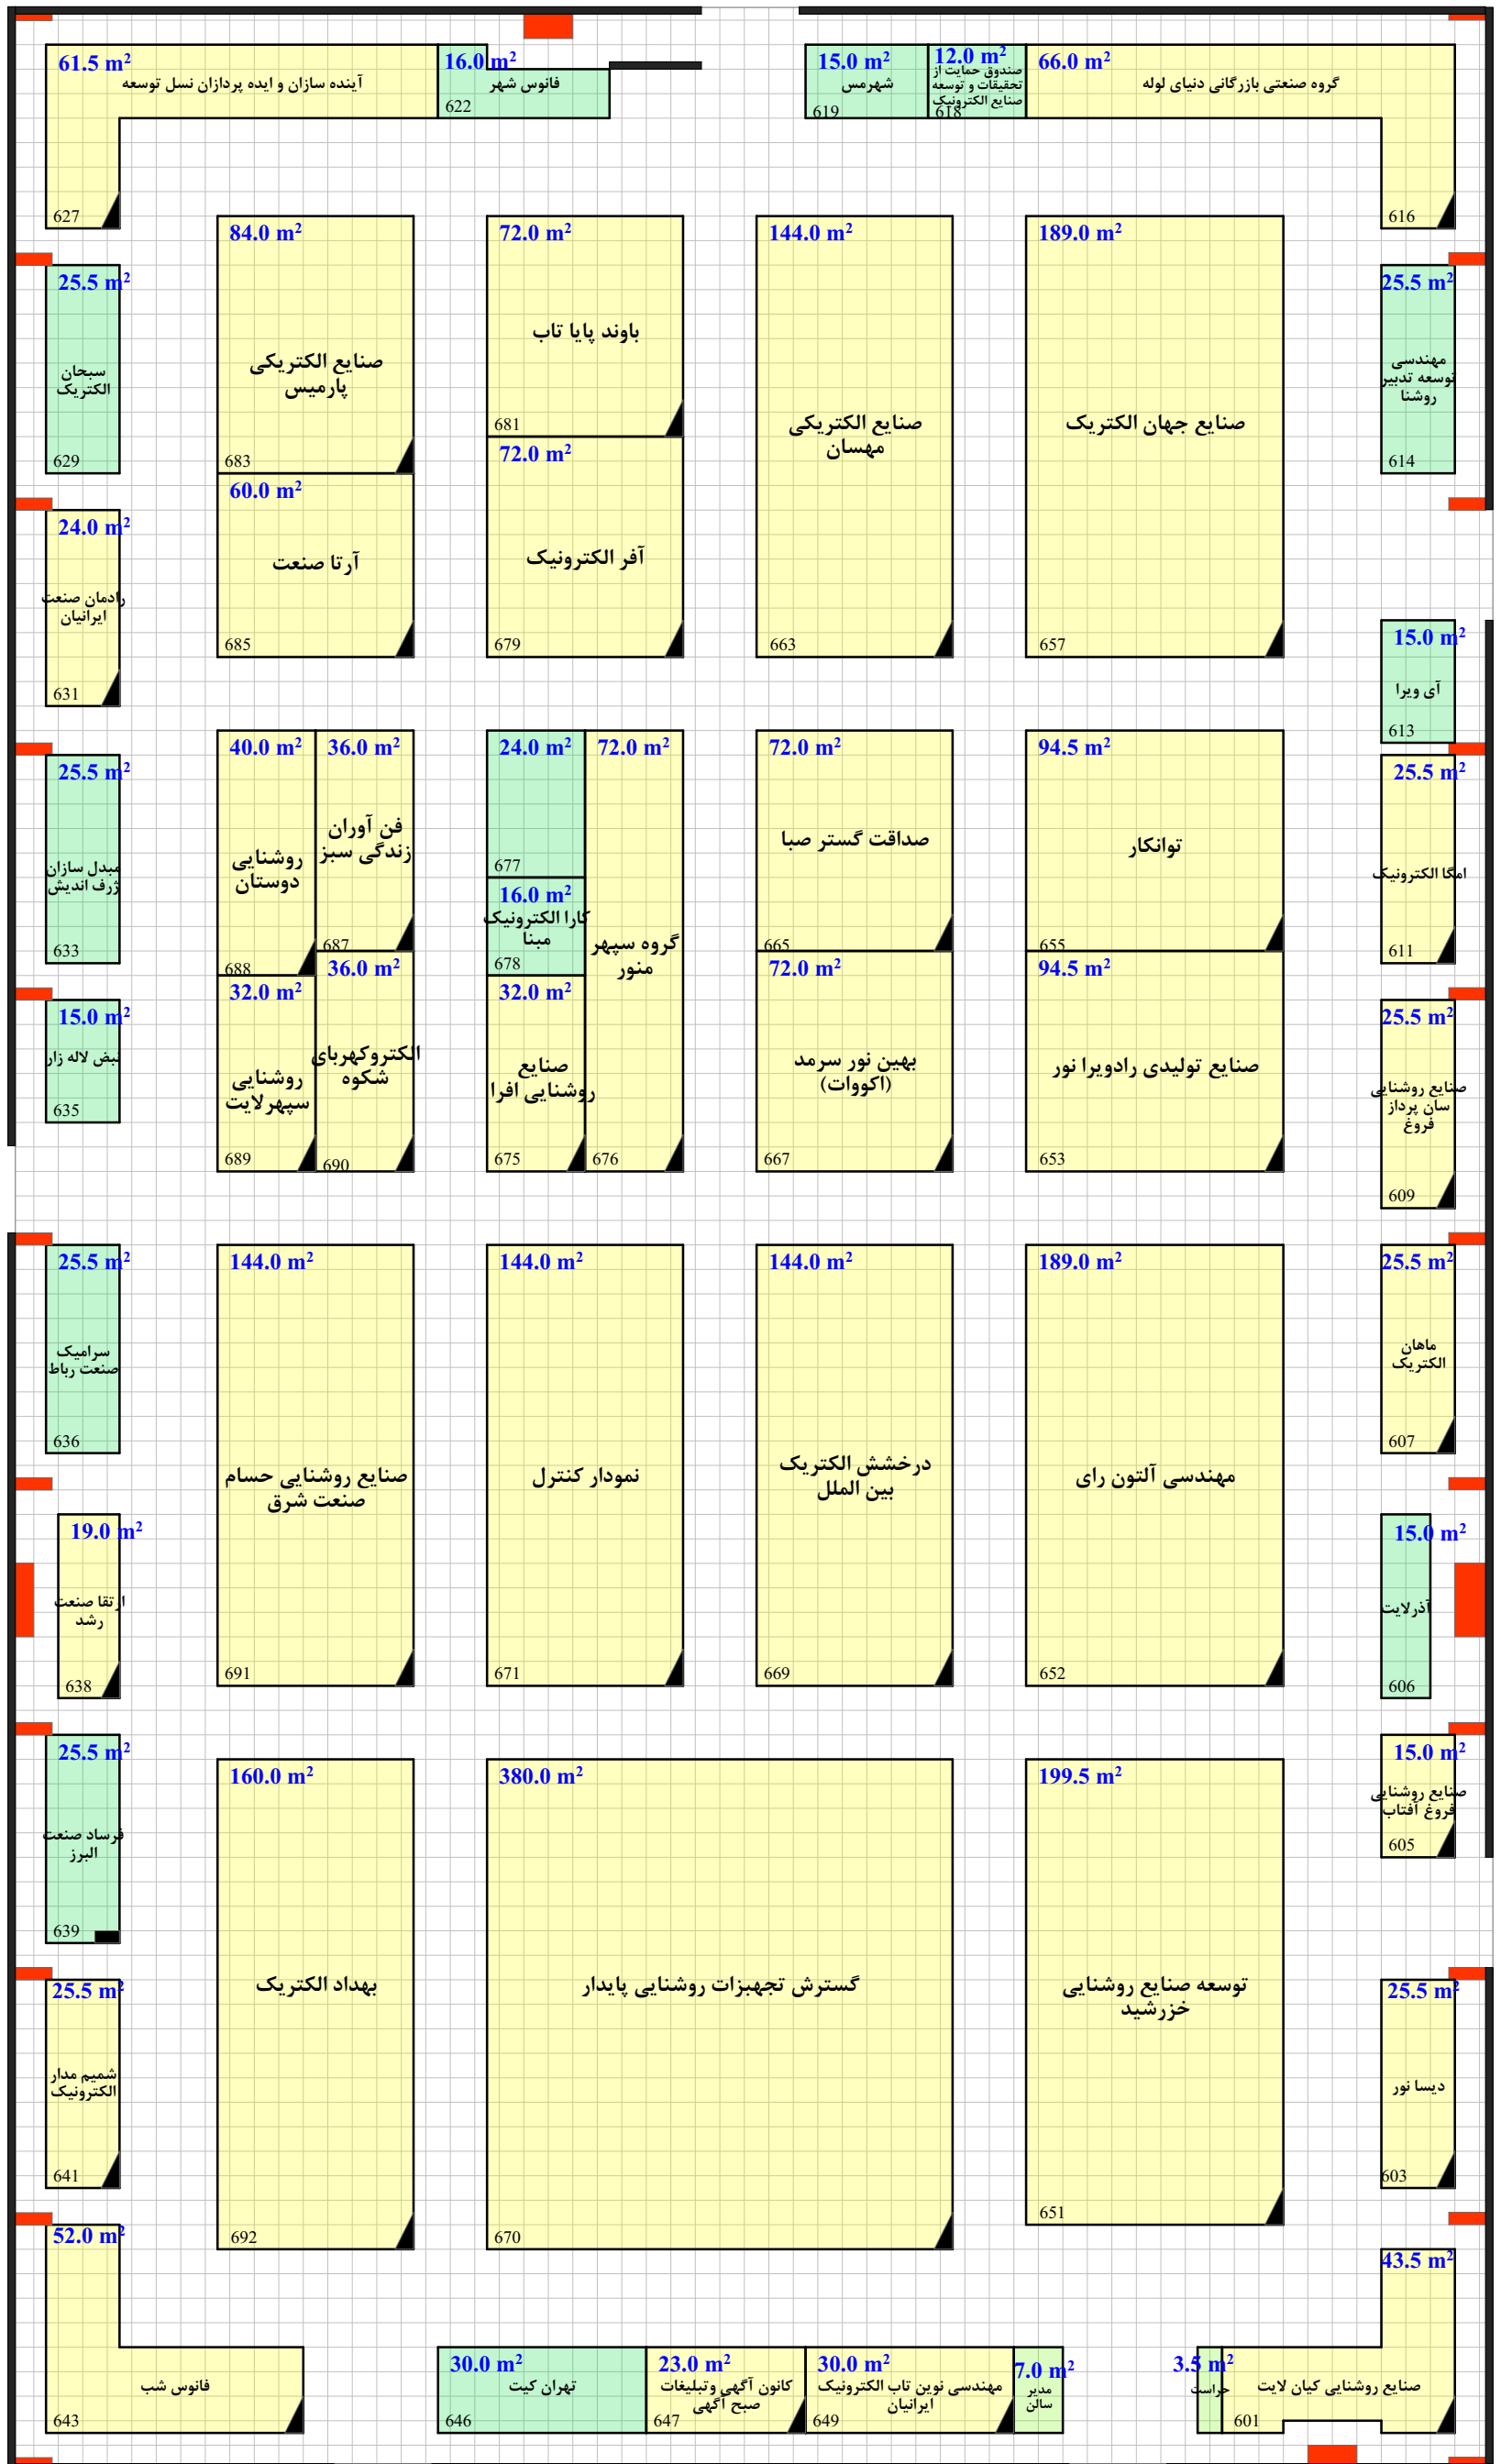 61.5 m²
آینده سازان و ایده پردازان نسل توسعه
627
16.0 m²
فانوس شهر
622
15.0 m²
شهرمس
619
12.0 m²
صندوق حمایت از
تحقیقات و توسعه
صنایع الکترونیک
618
66.0 m²
گروه صنعتی بازرگانی دنیای لوله
616
25.5 m²
سبحان
الکتریک
629
84.0 m²
صنایع الکتریکی
پارمیس
683
72.0 m²
باوند پایا تاب
681
144.0 m²
صنایع الکتریکی
مهسان
663
189.0 m²
صنایع جهان الکتریک
657
25.5 m²
مهندسی
توسعه تدبیر
روشنا
614
24.0 m²
رادمان صنعت
ایرانیان
631
60.0 m²
آرتا صنعت
685
72.0 m²
آفر الکترونیک
679
15.0 m²
آی ویرا
613
25.5 m²
مبدل سازان
ژرف اندیش
633
40.0 m²
روشنایی
دوستان
688
36.0 m²
فن آوران
زندگی سبز
687
24.0 m²
677
16.0 m²
کارا الکترونیک
مبنا
678
72.0 m²
گروه سپهر
منور
676
72.0 m²
صداقت گستر صبا
665
94.5 m²
توانکار
655
25.5 m²
امگا الکترونیک
611
15.0 m²
نبض لاله زار
635
32.0 m²
روشنایی
سپهرلایت
689
36.0 m²
الکتروکهربای
شکوه
690
32.0 m²
صنایع
روشنایی افرا
675
72.0 m²
بهین نور سرمد
(اکووات)
667
94.5 m²
صنایع تولیدی رادویرا نور
653
25.5 m²
صنایع روشنایی
سان پرداز
فروغ
609
25.5 m²
سرامیک
صنعت رباط
636
144.0 m²
صنایع روشنایی حسام
صنعت شرق
691
144.0 m²
نمودار کنترل
671
144.0 m²
درخشش الکتریک
بین الملل
669
189.0 m²
مهندسی آلتون رای
652
25.5 m²
ماهان
الکتریک
607
19.0 m²
ارتقا صنعت
رشد
638
15.0 m²
آذرلایت
606
25.5 m²
فرساد صنعت
البرز
639
160.0 m²
بهداد الکتریک
692
380.0 m²
گسترش تجهیزات روشنایی پایدار
670
199.5 m²
توسعه صنایع روشنایی
خزرشید
651
15.0 m²
صنایع روشنایی
فروغ آفتاب
605
25.5 m²
شمیم مدار
الکترونیک
641
25.5 m²
دیسا نور
603
52.0 m²
فانوس شب
643
30.0 m²
تهران کیت
646
23.0 m²
کانون آگهی وتبلیغات
صبح آگهی
647
30.0 m²
مهندسی نوین تاب الکترونیک
ایرانیان
649
7.0 m²
مدیر
سالن
3.5 m²
حراست
43.5 m²
صنایع روشنایی کیان لایت
601